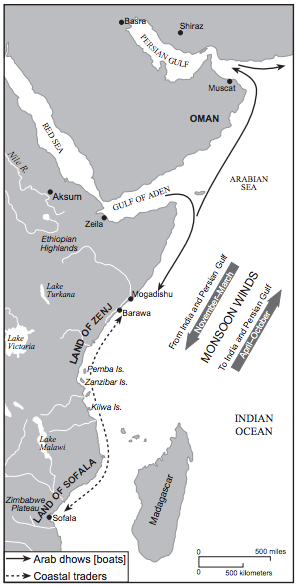 Basra
Shiraz
PERSIAN GULF
Muscat
OMAN
RED SEA
ARABIAN
SEA
Nile R.
GULF OF ADEN
Aksum
Zeila
Ethiopian
Highlands
From India and Persian Gulf
November–March
MONSOON WINDS
To India and Persian Gulf
April–October
Lake
Turkana
Mogadishu
Barawa
LAND OF ZENJ
Lake
Victoria
Pemba Is.
Zanzibar Is.
Kilwa Is.
INDIAN
OCEAN
Lake
Malawi
Madagascar
LAND OF SOFALA
Zimbabwe
Plateau
Sofala
Arab dhows [boats]
Coastal traders
0 500 miles
0 500 kilometers